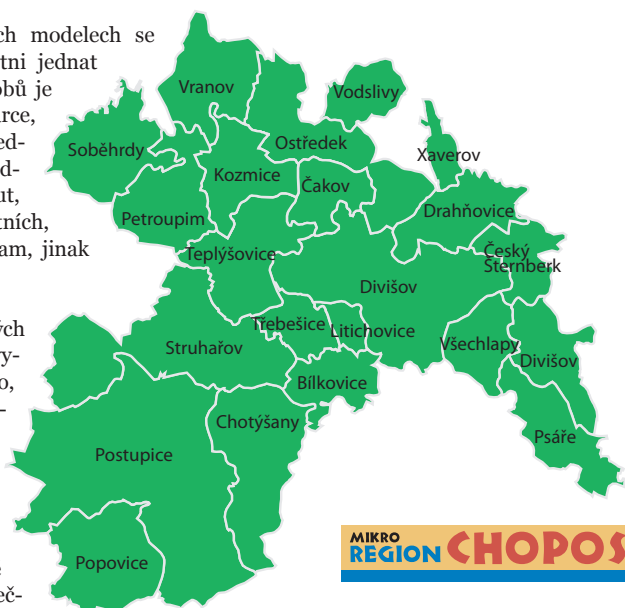 ch modelech se
tni jednat
obů je
rce,
ed-
d-
ut,
tních,
am, jinak
ých
vy-
o,
-
e
eč-
Vranov
Vodslivy
Soběhrdy
Ostředek
Xaverov
Kozmice
Čakov
Petroupim
Drahňovice
Teplýšovice
Český
Šternberk
Divišov
Třebešice
Litichovice
Struhařov
Všechlapy
Divišov
Bílkovice
Chotýšany
Psáře
Postupice
Popovice
MIKRO
REGION CHOPOS